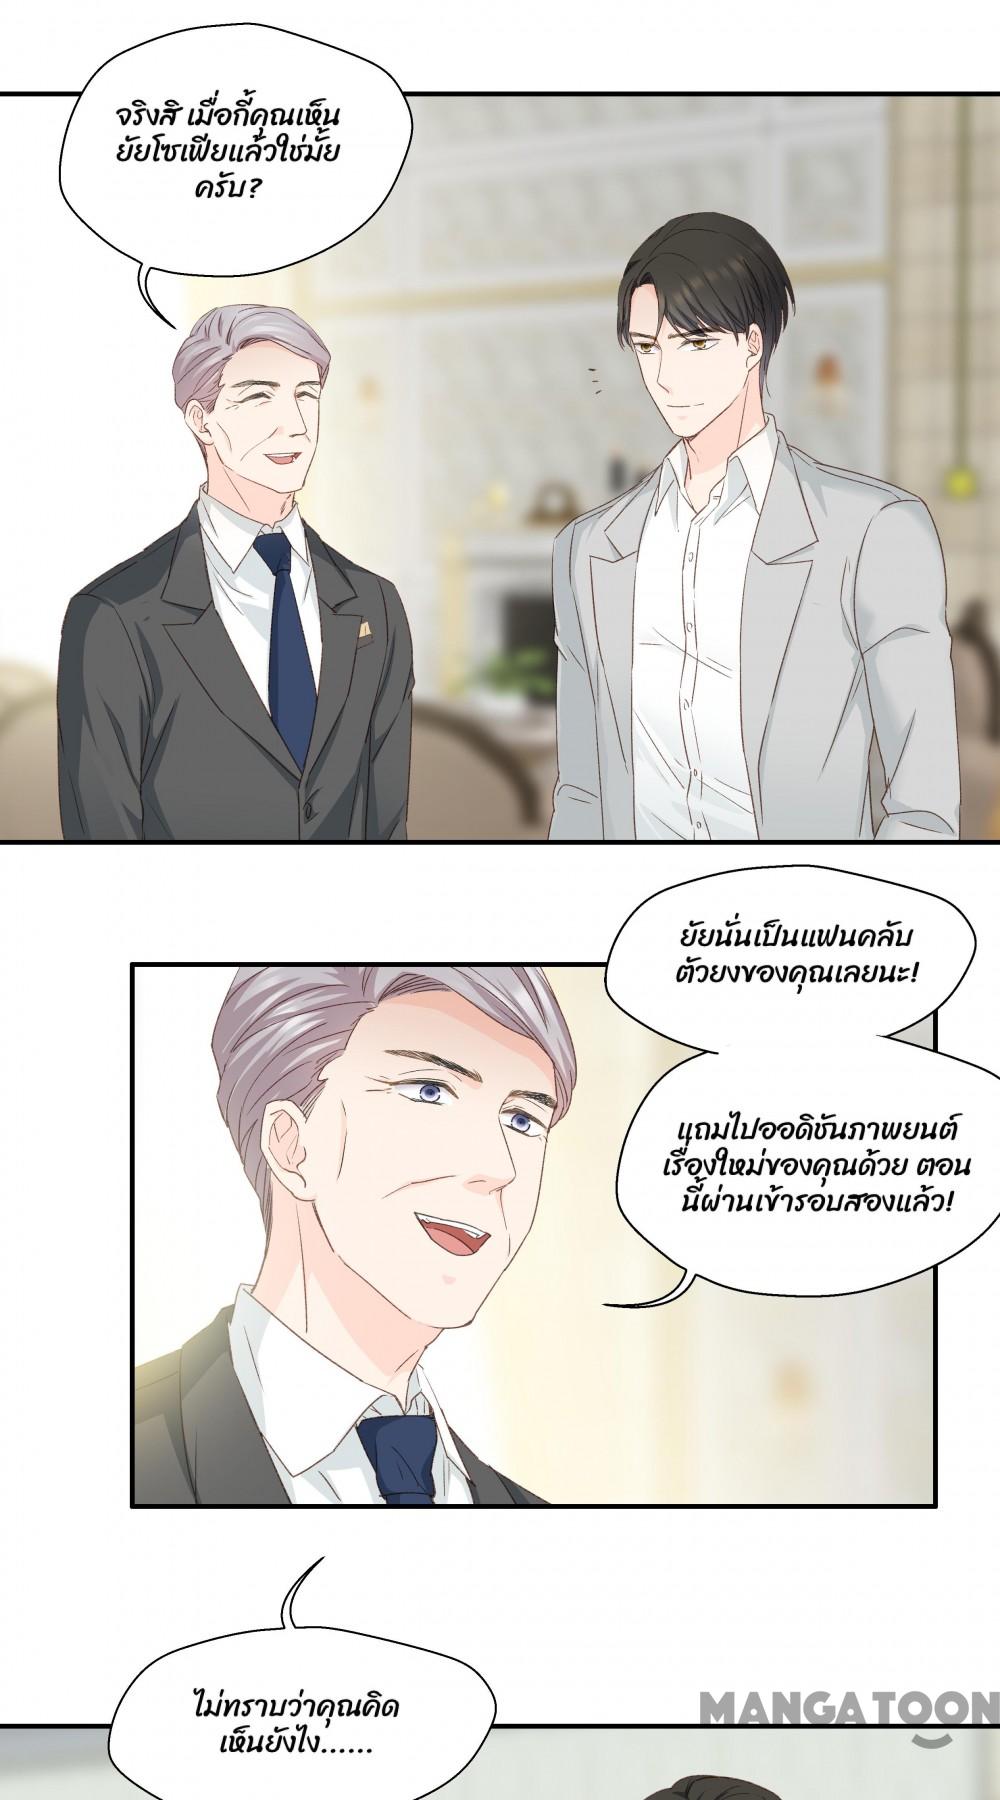 จริงสิ เมื่อกี้คุณเห็น
ยัยโซเฟียแล้วใช่มั้ย
ครับ?
ยัยนั่นเป็นแฟนคลับ
ตัวยงของคุณเลยนะ!
แถมไปออดิชันภาพยนต์
เรื่องใหม่ของคุณด้วย ตอน
นี้ผ่านเข้ารอบสองแล้ว!
ไม่ทราบว่าคุณคิด
เห็นยังไง......
MANGATOON